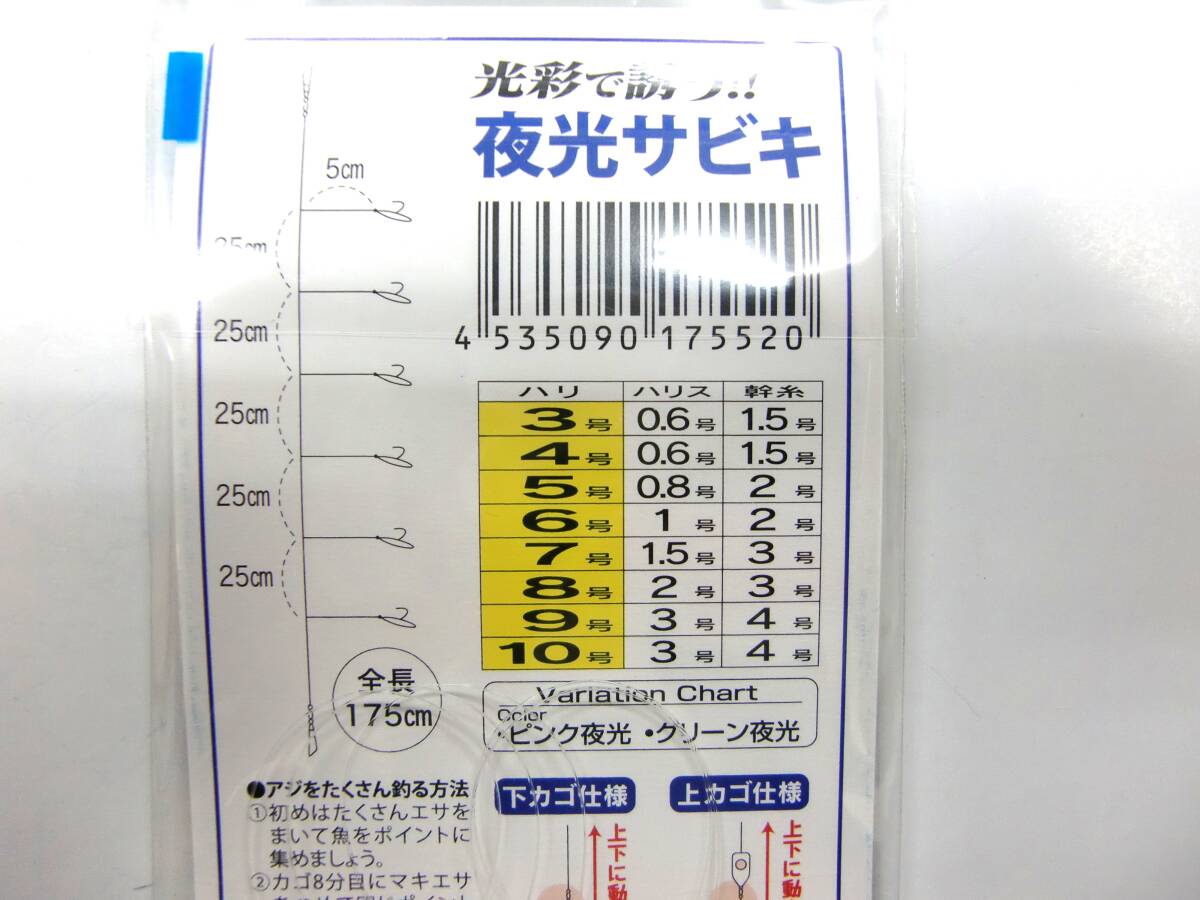 光彩で誘う!!
夜光サビキ
5cm
25cm
25cm
25cm
25cm
25cm
4 535090 175520
ハリ ハリス 幹糸
3号 0.6号 1.5号
4号 0.6号 1.5号
5号 0.8号 2号
6号 1号 2号
7号 1.5号 3号
8号 2号 3号
9号 3号 4号
10号 3号 4号
全長
175cm
Variation Chart
Color
・ピンク夜光 ・グリーン夜光
●アジをたくさん釣る方法
①初めはたくさんエサを
まいて魚をポイントに
集めましょう。
②カゴ8分目にマキエサ
下カゴ仕様
上下に動
上カゴ仕様
上下に動